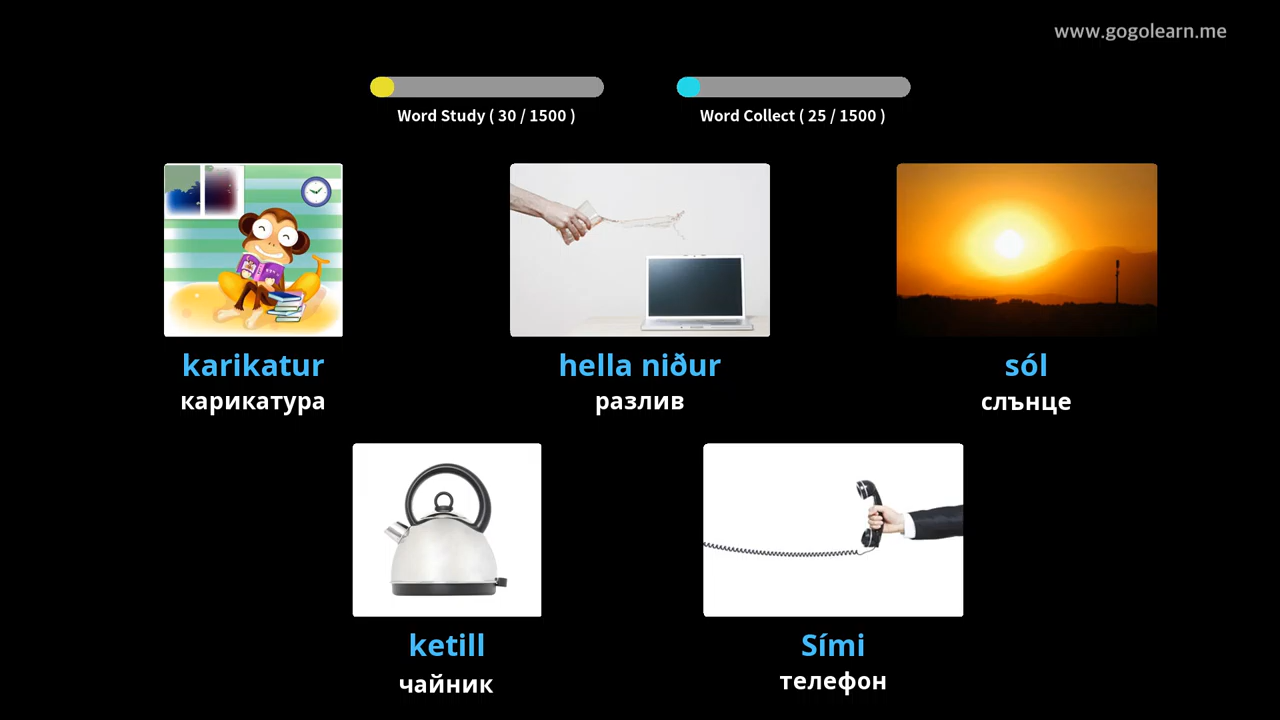 www.gogolearn.me
Word Study ( 30 / 1500 )
Word Collect ( 25 / 1500 )
karikatur
hella niður
sól
карикатура
разлив
слънце
ketill
Sími
чайник
телефон